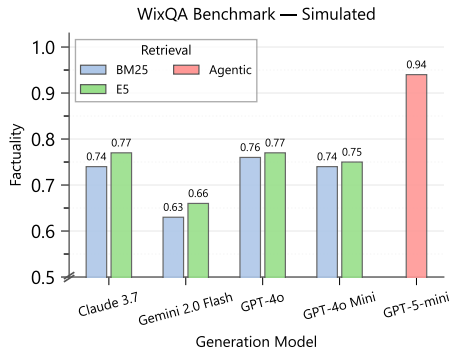 WixQA Benchmark — Simulated
Retrieval
BM25
Agentic
E5
Factuality
1.0
0.9
0.8
0.7
0.6
0.5
0.74
0.77
0.63
0.66
0.76
0.77
0.74
0.75
0.94
Claude 3.7
Gemini 2.0 Flash
GPT-4o
GPT-4o Mini
GPT-5-mini
Generation Model